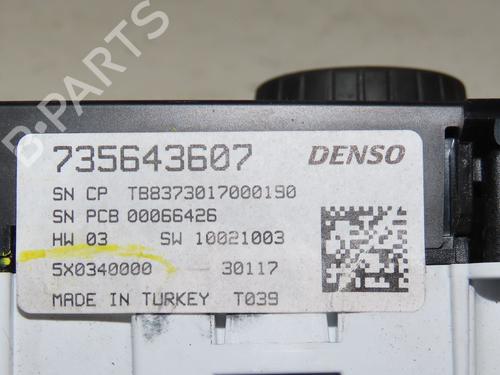 B-PARTS
735643607 DENSO
SN CP TB8373017000190
SN PCB 00066426
HW 03 SW 10021003
5X0340000 30117
MADE IN TURKEY T039